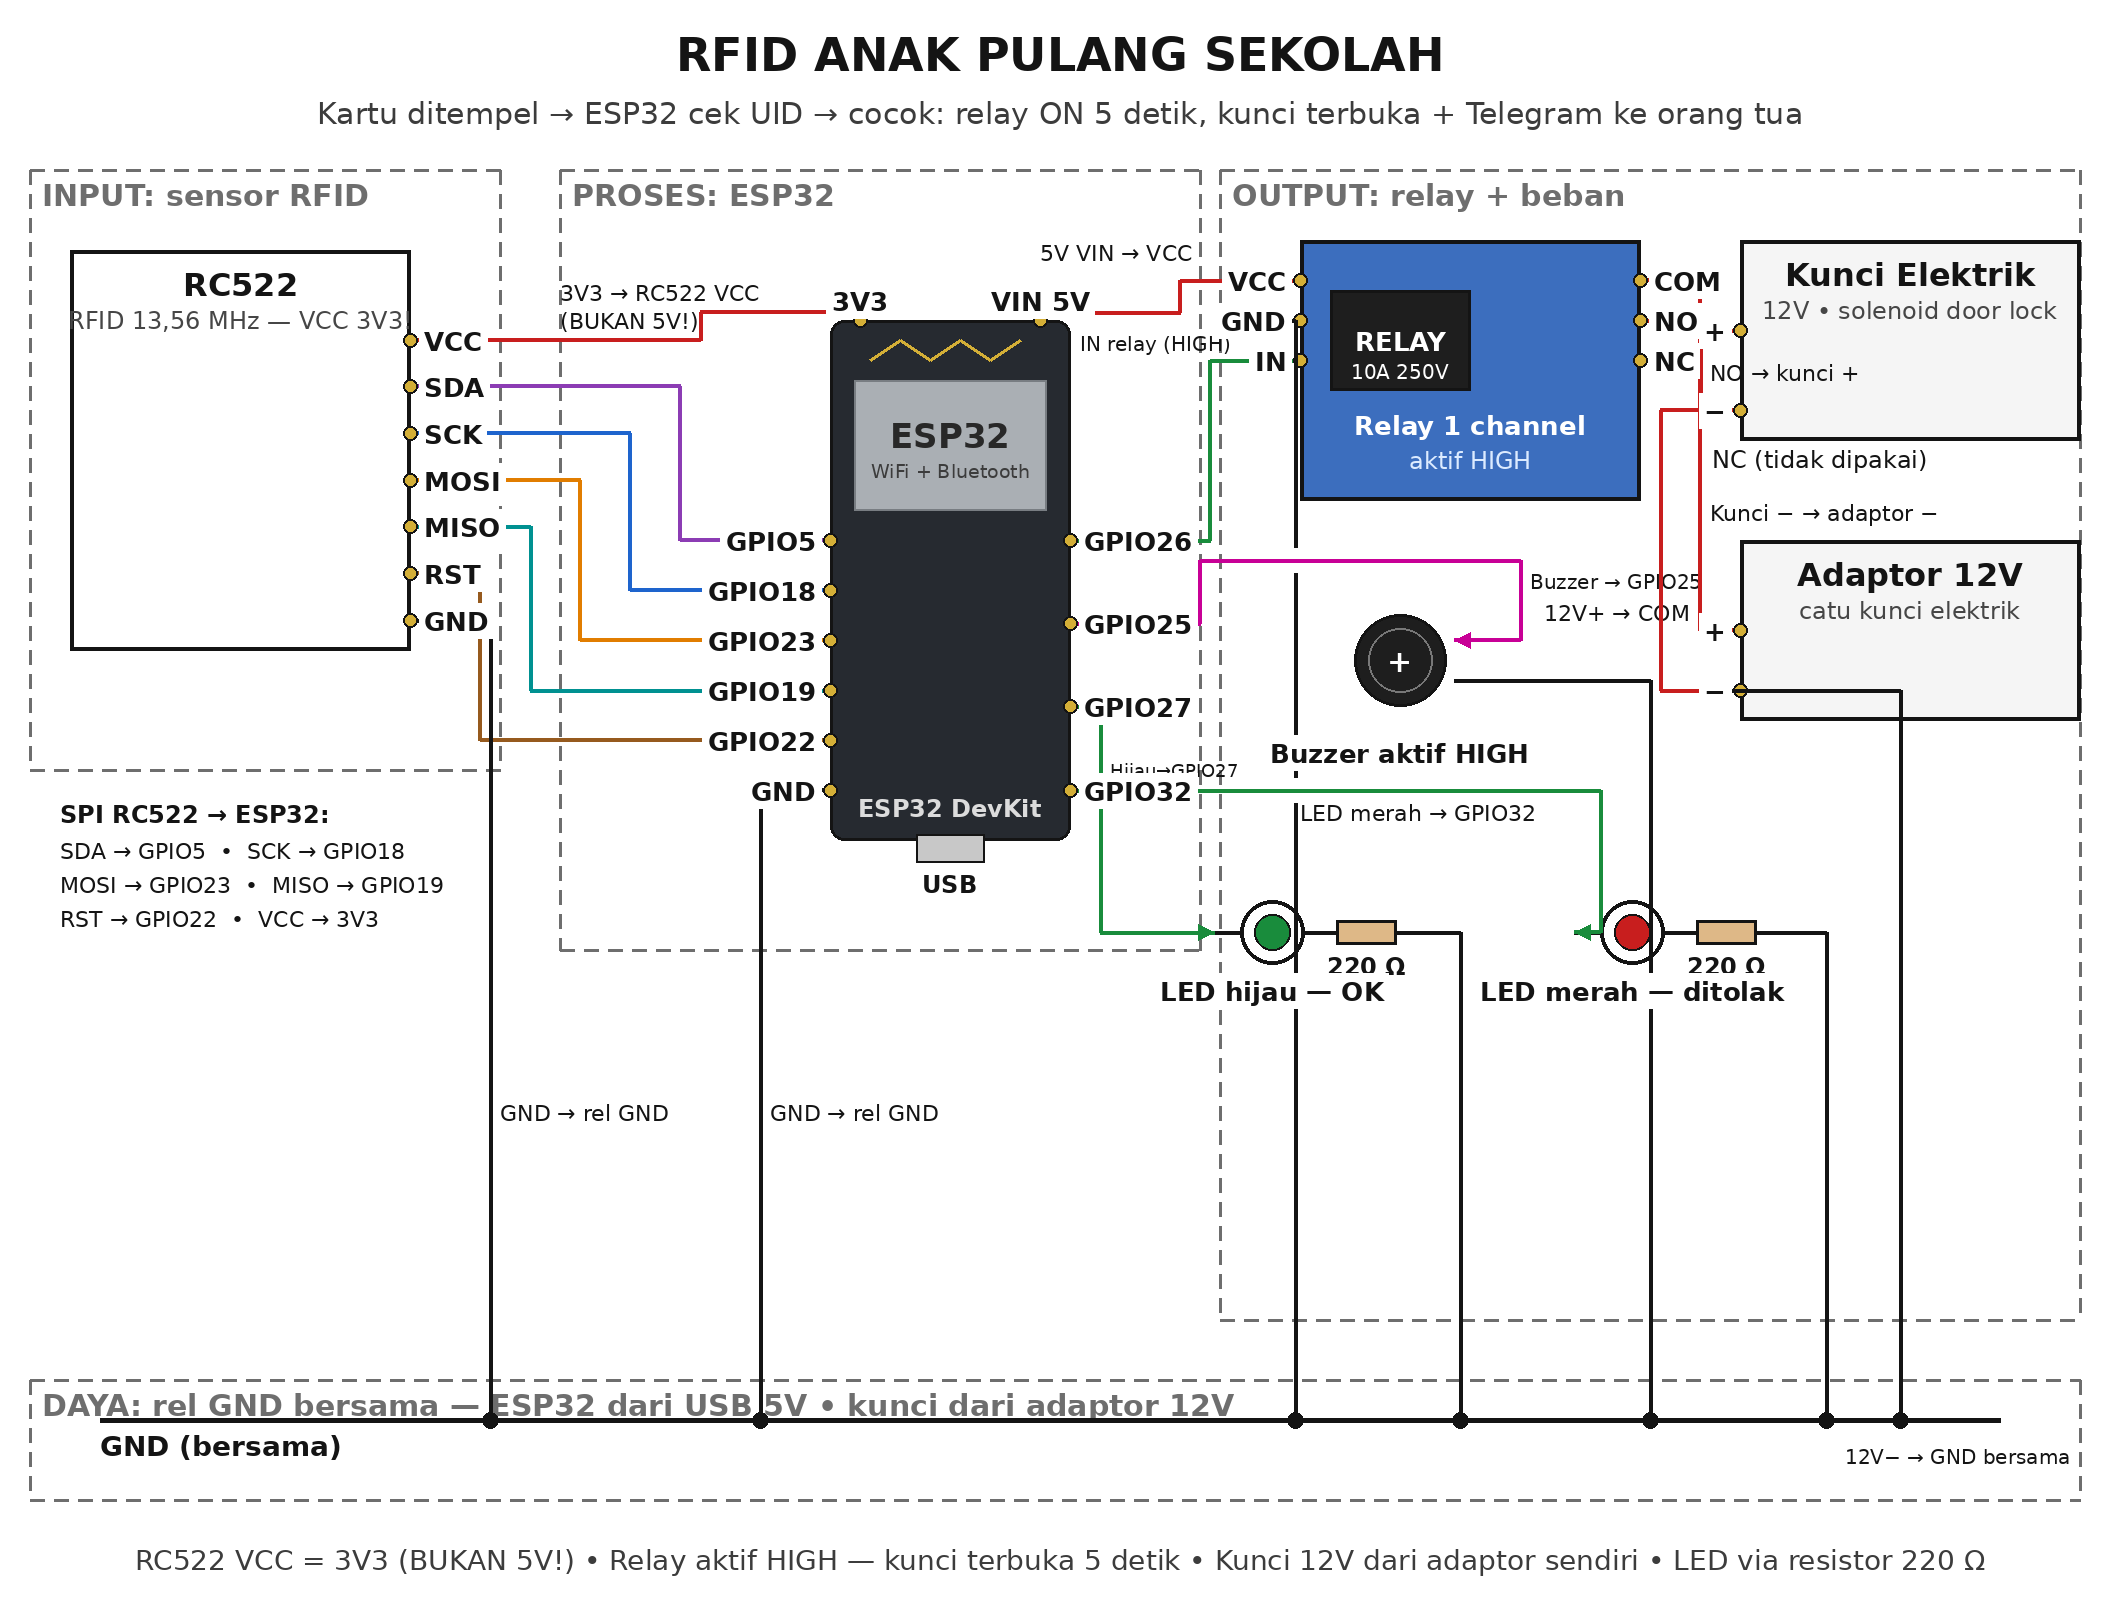 RFID ANAK PULANG SEKOLAH
Kartu ditempel → ESP32 cek UID → cocok: relay ON 5 detik, kunci terbuka + Telegram ke orang tua
INPUT: sensor RFID
RC522
RFID 13,56 MHz — VCC 3V3
VCC
SDA
SCK
MOSI
MISO
RST
GND
SPI RC522 → ESP32:
SDA → GPIO5 • SCK → GPIO18
MOSI → GPIO23 • MISO → GPIO19
RST → GPIO22 • VCC → 3V3
PROSES: ESP32
3V3 → RC522 VCC
(BUKAN 5V!)
3V3
VIN 5V
5V VIN → VCC
IN relay (HIGH)
ESP32
WiFi + Bluetooth
GPIO5
GPIO18
GPIO23
GPIO19
GPIO22
GND
GPIO26
GPIO25
GPIO27
Hijau→GPIO27
GPIO32
ESP32 DevKit
USB
OUTPUT: relay + beban
VCC
GND
IN
RELAY
10A 250V
Relay 1 channel
aktif HIGH
COM
NO
NC
Kunci Elektrik
12V • solenoid door lock
+
NO → kunci +
−
NC (tidak dipakai)
Kunci − → adaptor −
Adaptor 12V
catu kunci elektrik
+
−
Buzzer → GPIO25
12V+ → COM
+
Buzzer aktif HIGH
LED merah → GPIO32
220 Ω
LED hijau — OK
220 Ω
LED merah — ditolak
GND → rel GND
GND → rel GND
DAYA: rel GND bersama — ESP32 dari USB 5V • kunci dari adaptor 12V
GND (bersama)
12V− → GND bersama
RC522 VCC = 3V3 (BUKAN 5V!) • Relay aktif HIGH — kunci terbuka 5 detik • Kunci 12V dari adaptor sendiri • LED via resistor 220 Ω